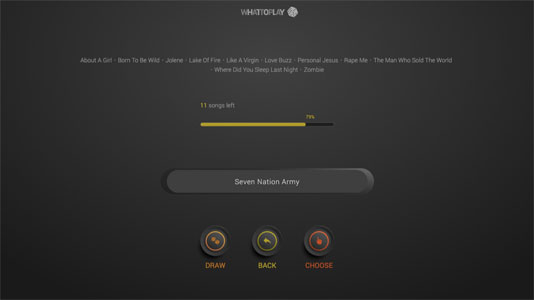 WHATTOPLAY
About A Girl · Born To Be Wild · Jolene · Lake Of Fire · Like A Virgin · Love Buzz · Personal Jesus · Rape Me · The Man Who Sold The World
· Where Did You Sleep Last Night · Zombie
11 songs left
79%
Seven Nation Army
DRAW BACK CHOOSE